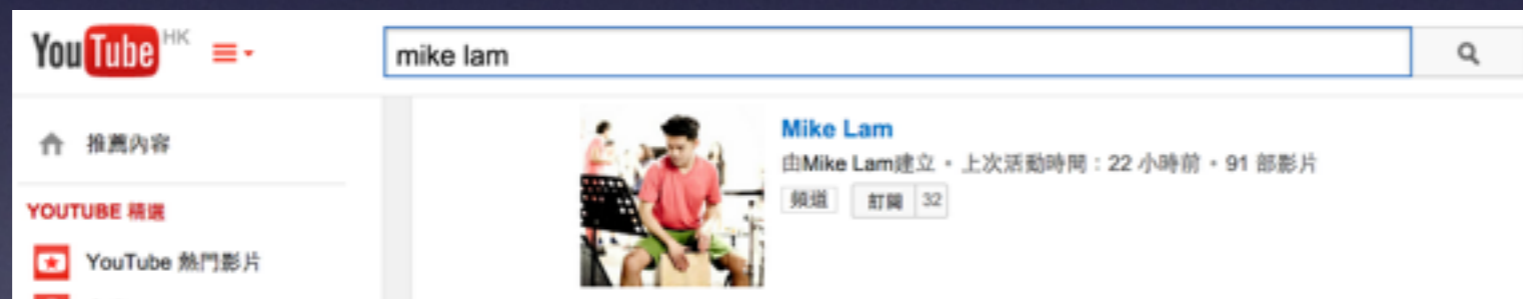 YouTube HK
mike lam
推薦內容
Mike Lam
由Mike Lam建立 · 上次活動時間：22 小時前 · 91 部影片
頻道 訂閱 32
YOUTUBE 精選
YouTube 熱門影片